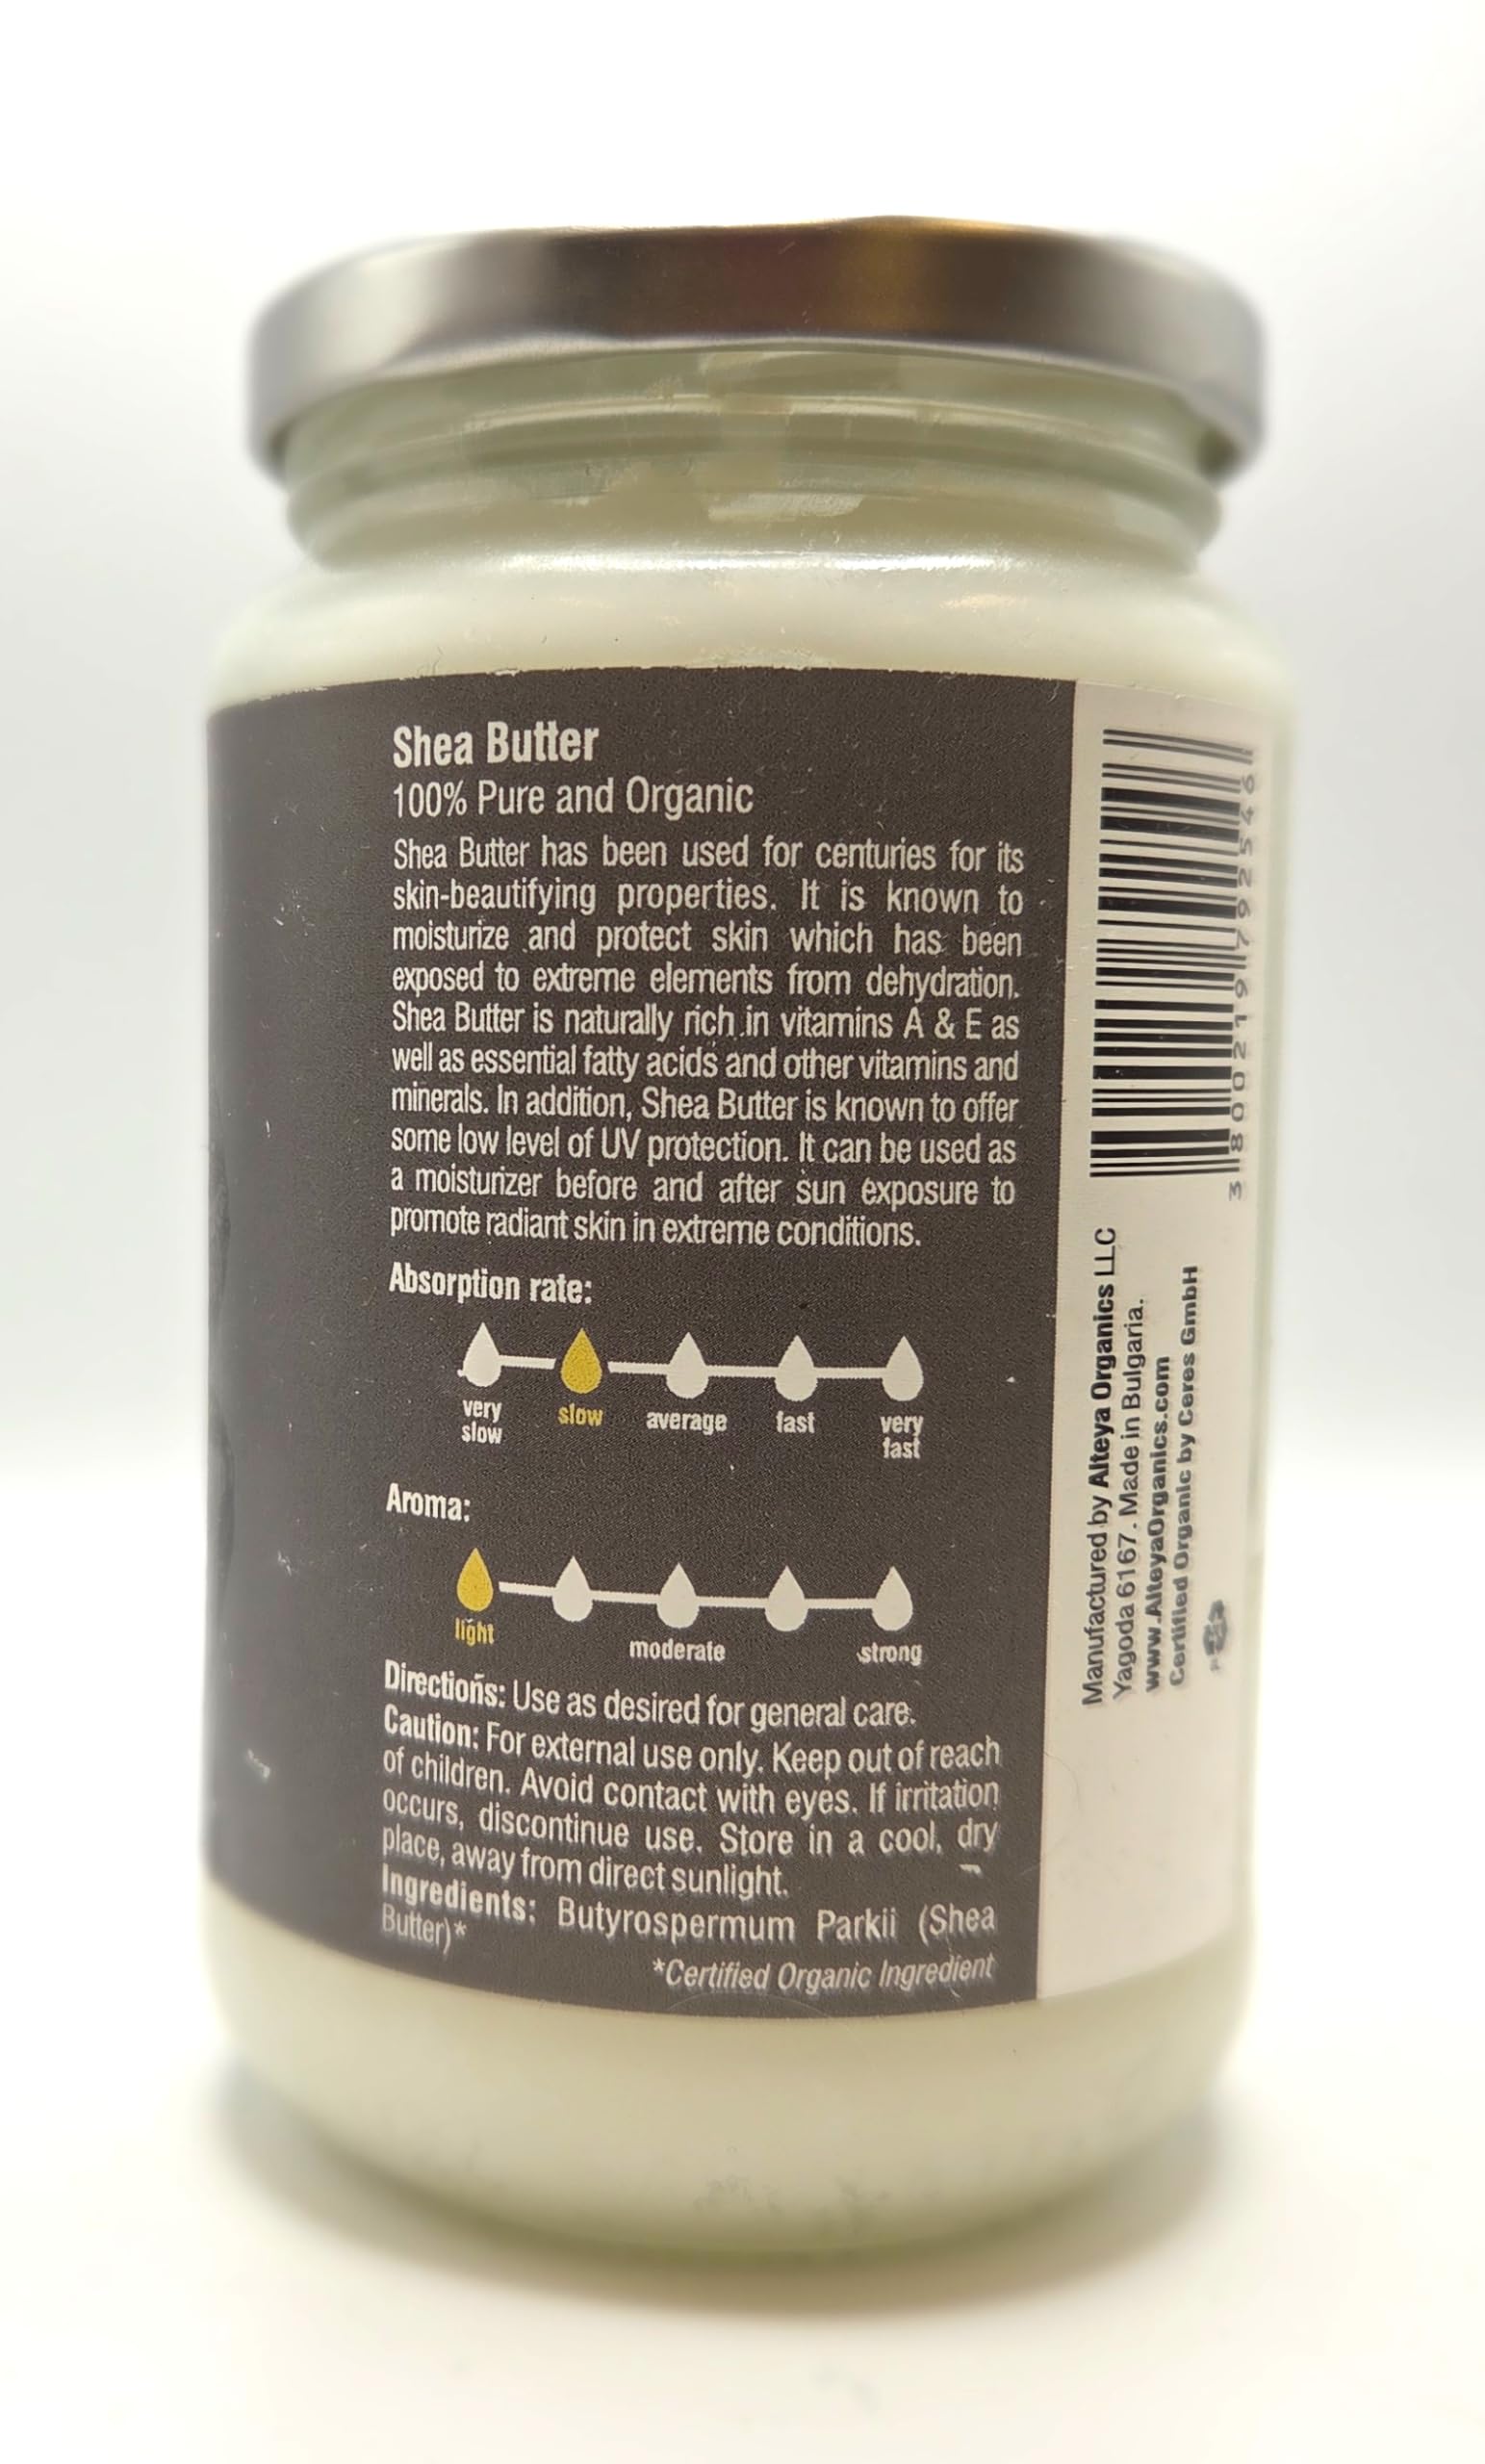 Shea Butter
100% Pure and Organic
Shea Butter has been used for centuries for its
skin-beautifying properties. It is known to
moisturize and protect skin which has been
exposed to extreme elements from dehydration.
Shea Butter is naturally rich in vitamins A & E as
well as essential fatty acids and other vitamins and
minerals. In addition, Shea Butter is known to offer
some low level of UV protection. It can be used as
a moisturizer before and after sun exposure to
promote radiant skin in extreme conditions.
Absorption rate:
very slow average fast very
slow fast
Aroma:
light moderate strong
Directions: Use as desired for general care.
Caution: For external use only. Keep out of reach
of children. Avoid contact with eyes. If irritation
occurs, discontinue use. Store in a cool, dry
place, away from direct sunlight.
Ingredients: Butyrospermum Parkii (Shea
Butter)*
*Certified Organic Ingredient
3 800219 792546
Manufactured by Alteya Organics LLC
Yagoda 6167. Made in Bulgaria.
www.AlteyaOrganics.com
Certified Organic by Ceres GmbH